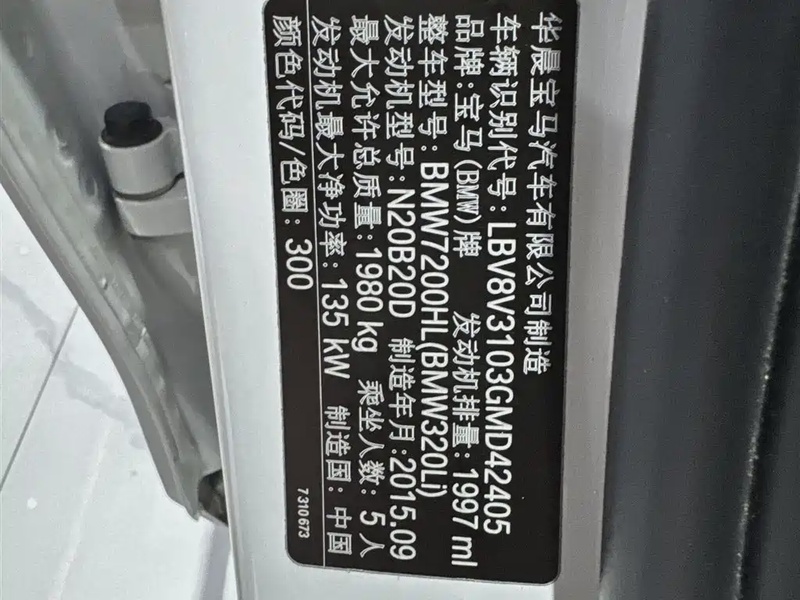 华晨宝马汽车有限公司制造
车辆识别代号: LBV8V3103GMD42405
品牌:宝马(BMW)牌 发动机排量: 1997 ml
整车型号: BMW7200HL(BMW320Li)
发动机型号: N20B20D 制造年月: 2015.09
最大允许总质量: 1980 kg 乘坐人数: 5 人
发动机最大净功率: 135 kW 制造国: 中国
颜色代码/色圈: 300
7 310 673